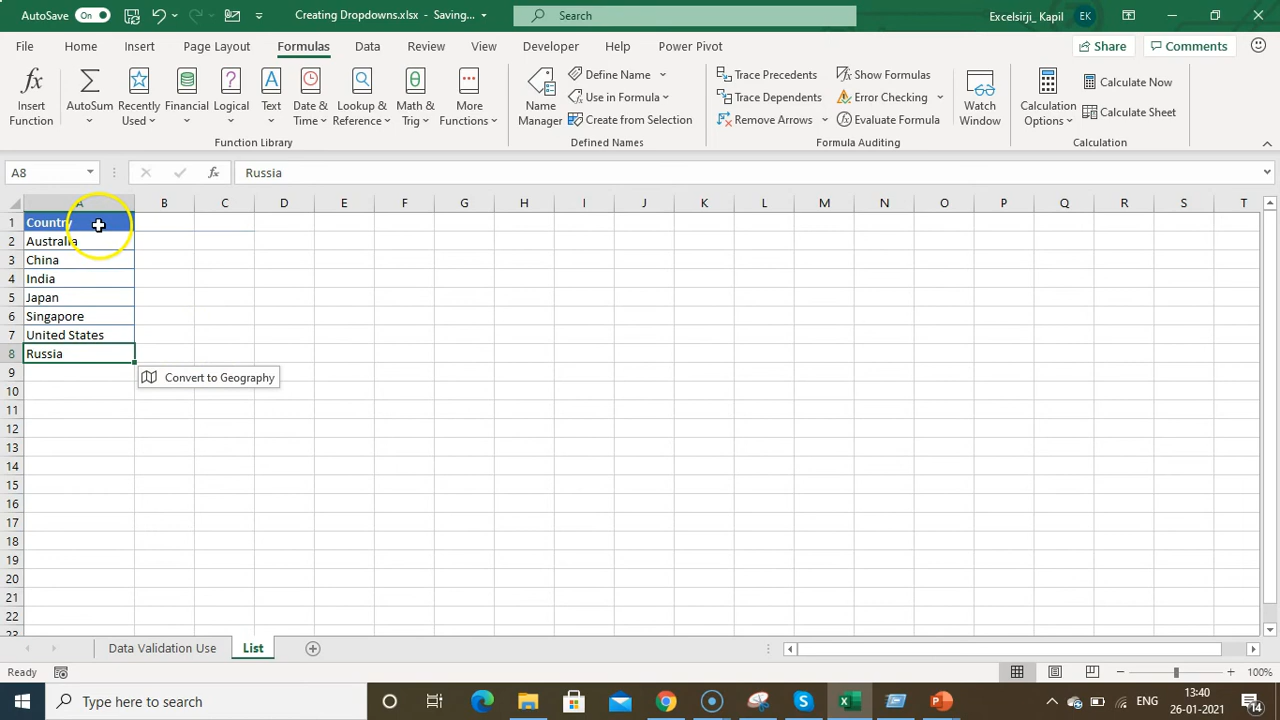 AutoSave On Creating Dropdowns.xlsx - Saving... Search Excelsirji_ Kapil EK
File Home Insert Page Layout Formulas Data Review View Developer Help Power Pivot Share Comments
Insert Function
AutoSum
Recently Used
Financial
Logical
Text
Date & Time
Lookup & Reference
Math & Trig
More Functions
Function Library
Name Manager
Define Name
Use in Formula
Create from Selection
Defined Names
Trace Precedents
Trace Dependents
Remove Arrows
Show Formulas
Error Checking
Evaluate Formula
Formula Auditing
Watch Window
Calculation Options
Calculate Now
Calculate Sheet
Calculation
A8 fx Russia
A B C D E F G H I J K L M N O P Q R S T
1 Country
2 Australia
3 China
4 India
5 Japan
6 Singapore
7 United States
8 Russia
9 Convert to Geography
10
11
12
13
14
15
16
17
18
19
20
21
22
23
Data Validation Use List
Ready 100%
Type here to search ENG 13:40
26-01-2021 14